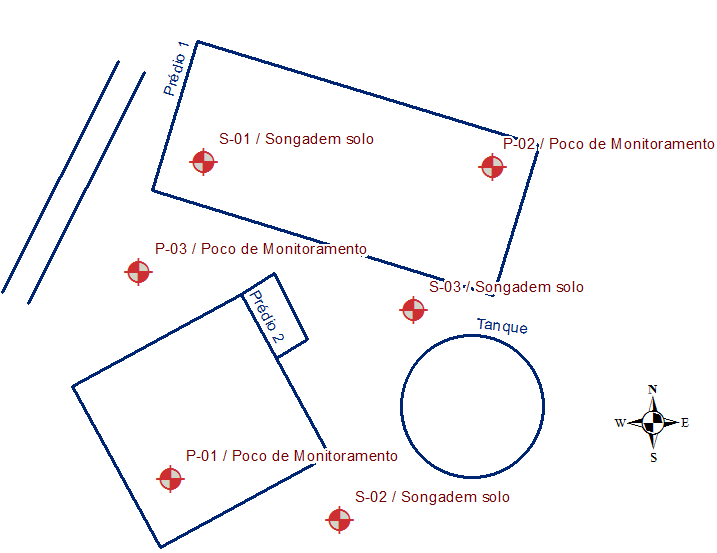 Prédio 1
S-01 / Songadem solo
P-02 / Poco de Monitoramento
P-03 / Poco de Monitoramento
S-03 / Songadem solo
Prédio 2
Tanque
N
W E
S
P-01 / Poco de Monitoramento
S-02 / Songadem solo